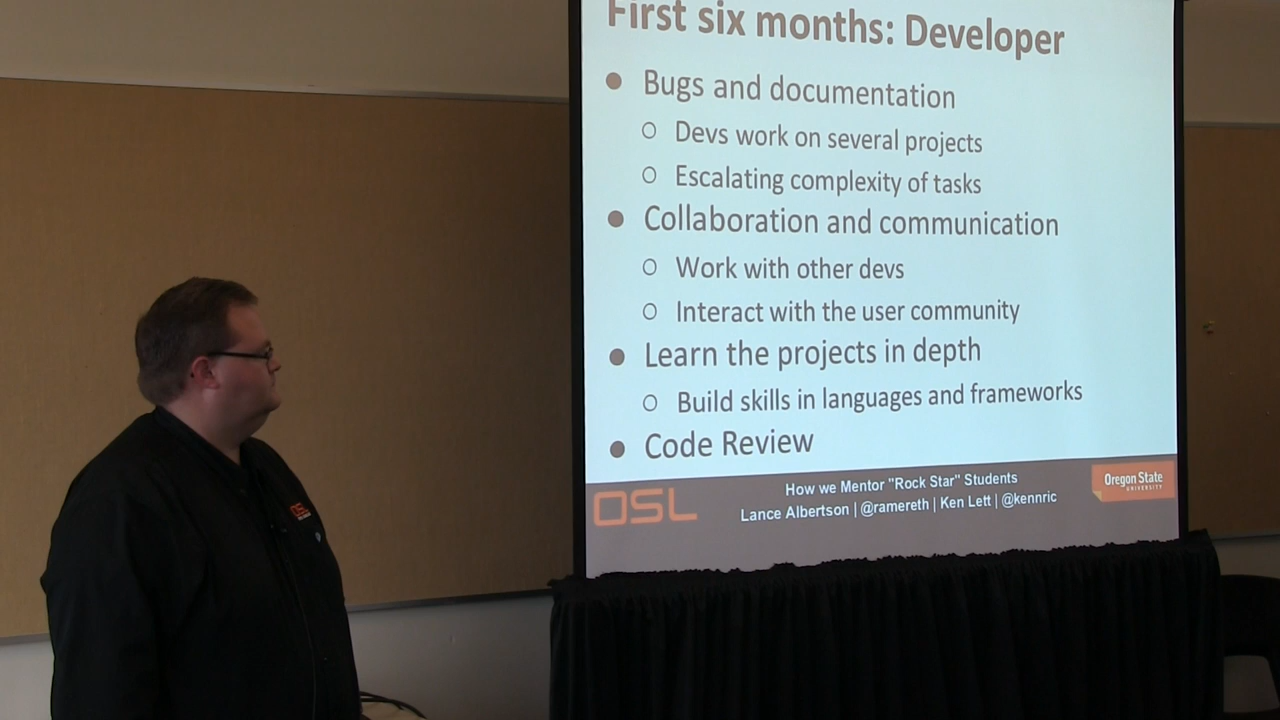 First six months: Developer
● Bugs and documentation
○ Devs work on several projects
○ Escalating complexity of tasks
● Collaboration and communication
○ Work with other devs
○ Interact with the user community
● Learn the projects in depth
○ Build skills in languages and frameworks
● Code Review
OSL
How we Mentor "Rock Star" Students
Lance Albertson | @ramereth | Ken Lett | @kennric
Oregon State
UNIVERSITY
OSL